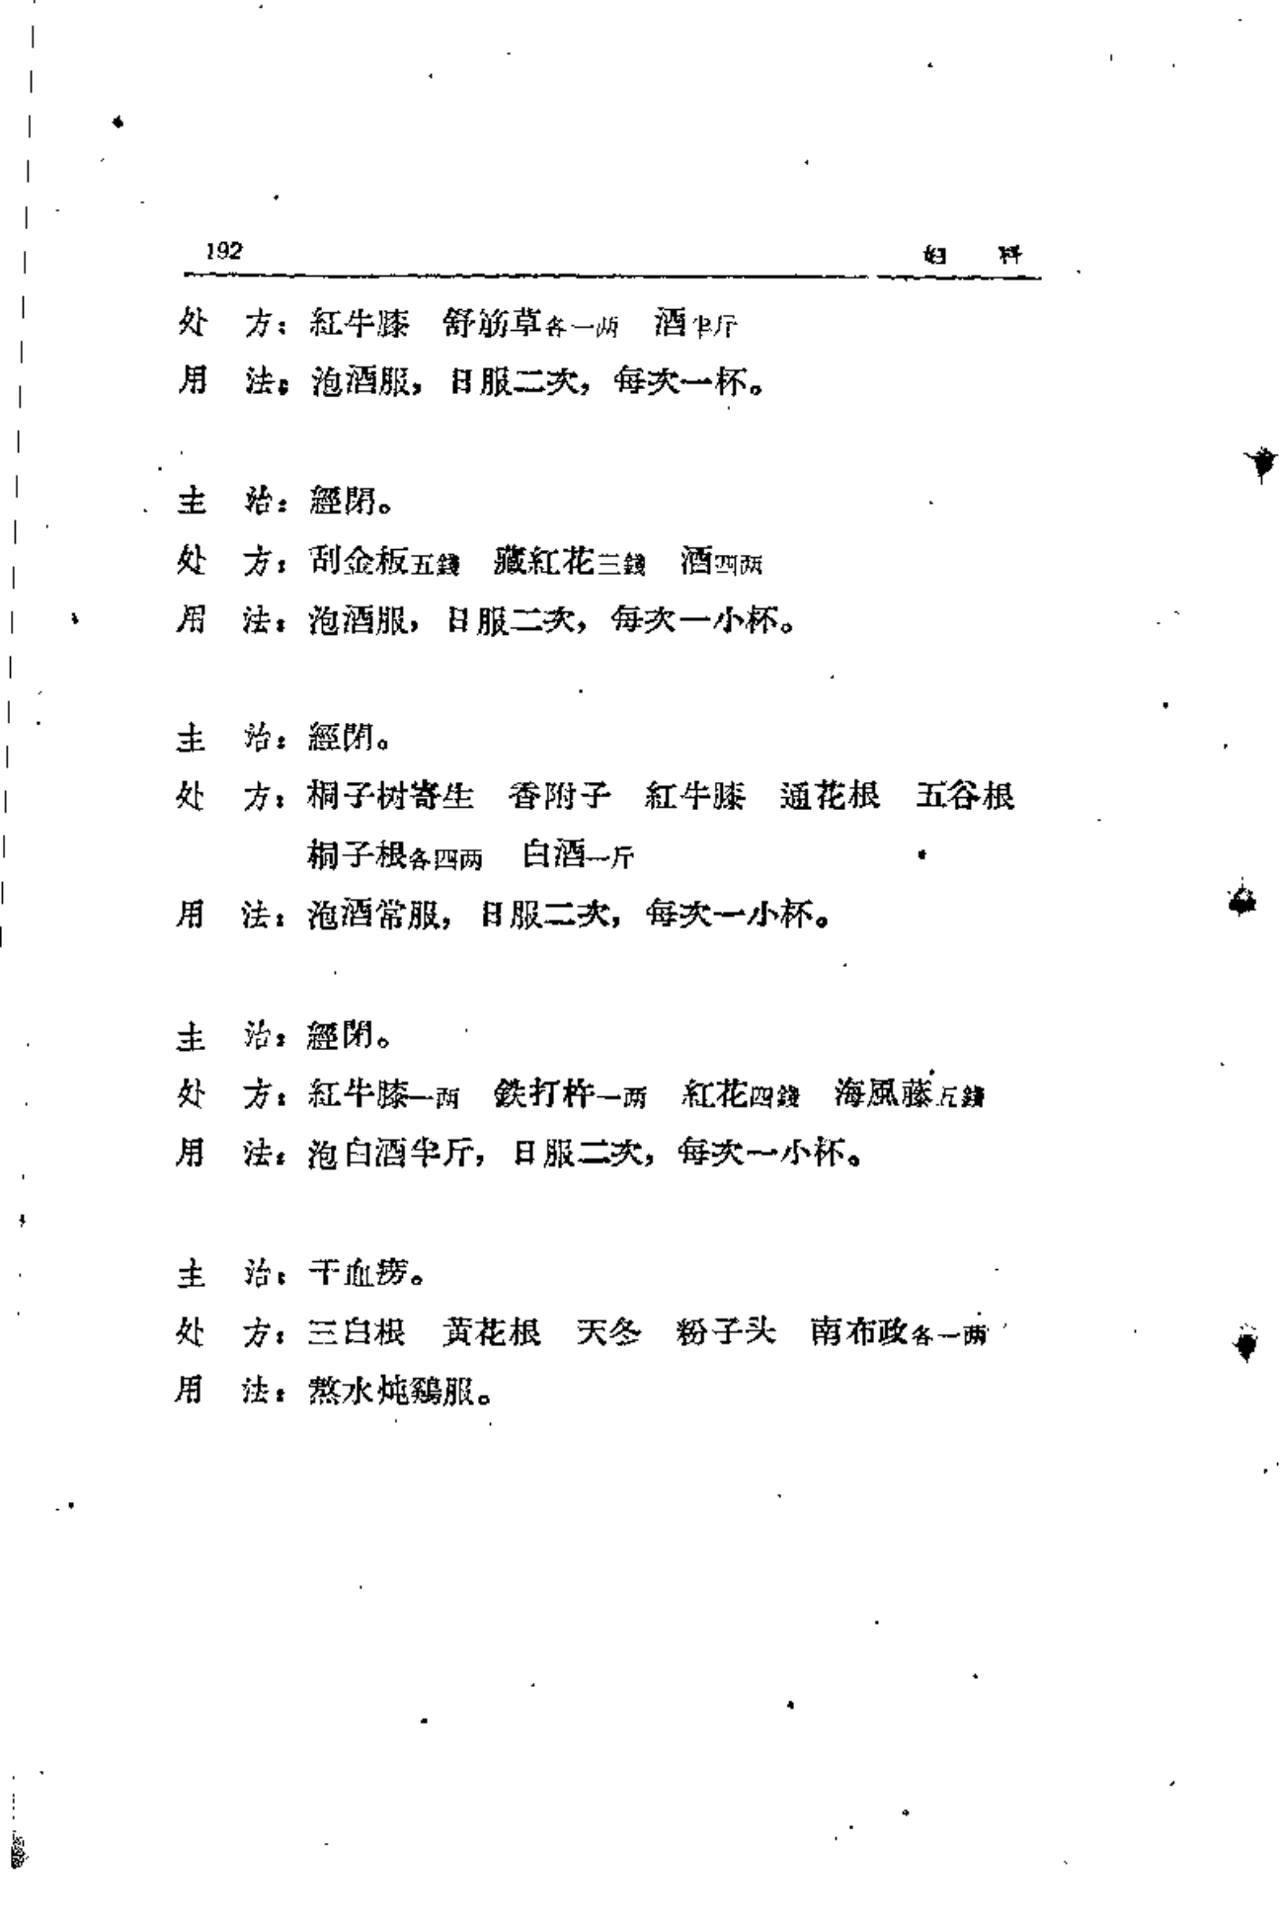 192 妇 科
处 方：紅牛膝 舒筋草各一两 酒半斤
用 法：泡酒服，日服二次，每次一杯。
主 治：經閉。
处 方：刮金板五錢 藏紅花三錢 酒四两
用 法：泡酒服，日服二次，每次一小杯。
主 治：經閉。
处 方：桐子树寄生 香附子 紅牛膝 通花根 五谷根
桐子根各四两 白酒一斤
用 法：泡酒常服，日服二次，每次一小杯。
主 治：經閉。
处 方：紅牛膝一两 鉄打杵一两 紅花四錢 海風藤五錢
用 法：泡白酒半斤，日服二次，每次一小杯。
主 治：干血痨。
处 方：三白根 黄花根 天冬 粉子头 南布政各一两
用 法：熬水炖鷄服。